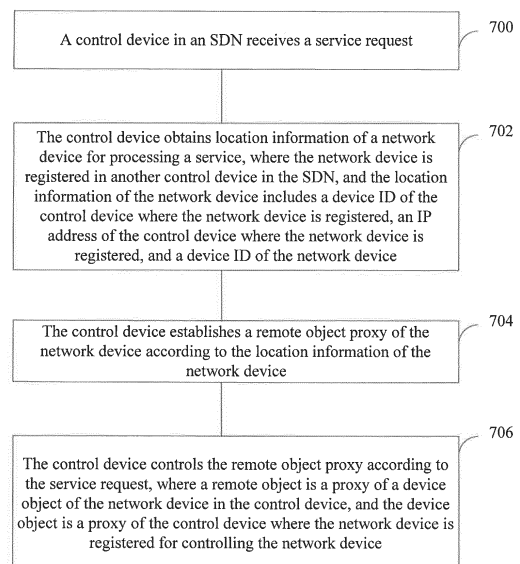 700
A control device in an SDN receives a service request
702
The control device obtains location information of a network
device for processing a service, where the network device is
registered in another control device in the SDN, and the location
information of the network device includes a device ID of the
control device where the network device is registered, an IP
address of the control device where the network device is
registered, and a device ID of the network device
704
The control device establishes a remote object proxy of the
network device according to the location information of the
network device
706
The control device controls the remote object proxy according to
the service request, where a remote object is a proxy of a device
object of the network device in the control device, and the device
object is a proxy of the control device where the network device is
registered for controlling the network device